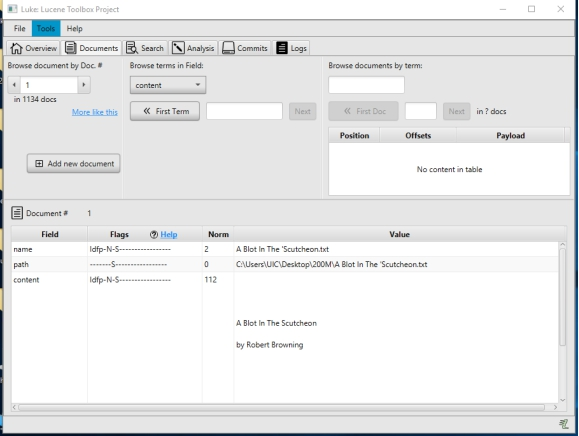 Luke: Lucene Toolbox Project
File Tools Help
Overview Documents Search Analysis Commits Logs
Browse document by Doc. # Browse terms in Field: Browse documents by term:
1 content
in 1134 docs
More like this First Term Next First Doc Next in ? docs
Position Offsets Payload
No content in table
Add new document
Document # 1
Field Flags Help Norm Value
name Idfp-N-S----------------- 2 A Blot In The 'Scutcheon.txt
path -------S----------------- 0 C:\Users\UIC\Desktop\200M\A Blot In The 'Scutcheon.txt
content Idfp-N-S----------------- 112
A Blot In The Scutcheon
by Robert Browning